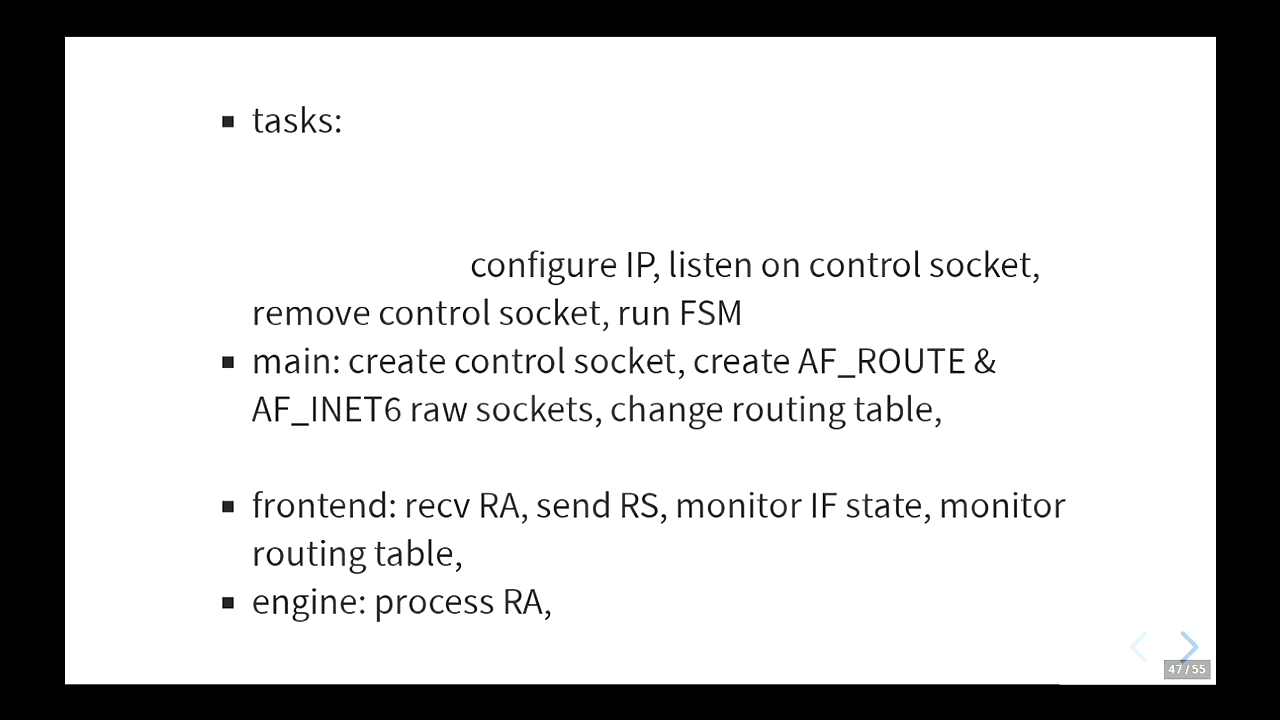 tasks:
configure IP, listen on control socket,
remove control socket, run FSM
main: create control socket, create AF_ROUTE &
AF_INET6 raw sockets, change routing table,
frontend: recv RA, send RS, monitor IF state, monitor
routing table,
engine: process RA,
47 / 55